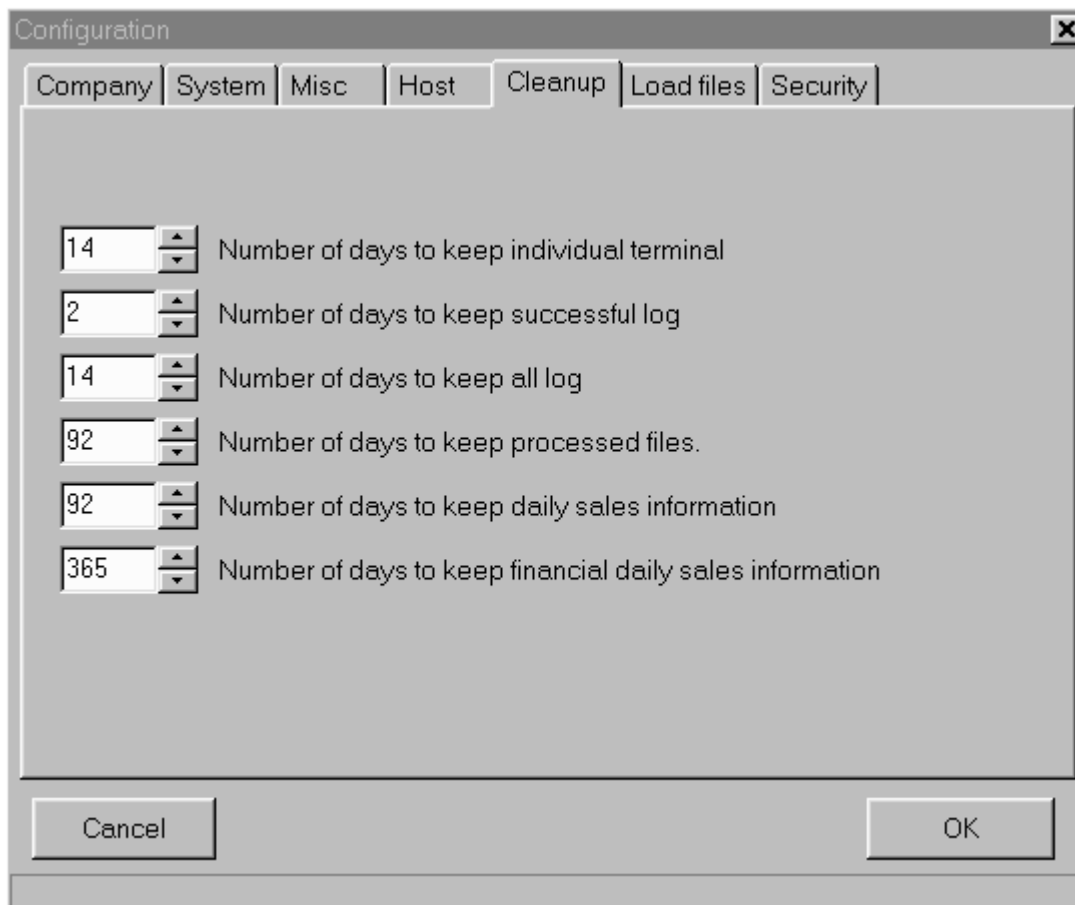 Configuration
Company System Misc Host Cleanup Load files Security
14 Number of days to keep individual terminal
2 Number of days to keep successful log
14 Number of days to keep all log
92 Number of days to keep processed files.
92 Number of days to keep daily sales information
365 Number of days to keep financial daily sales information
Cancel OK